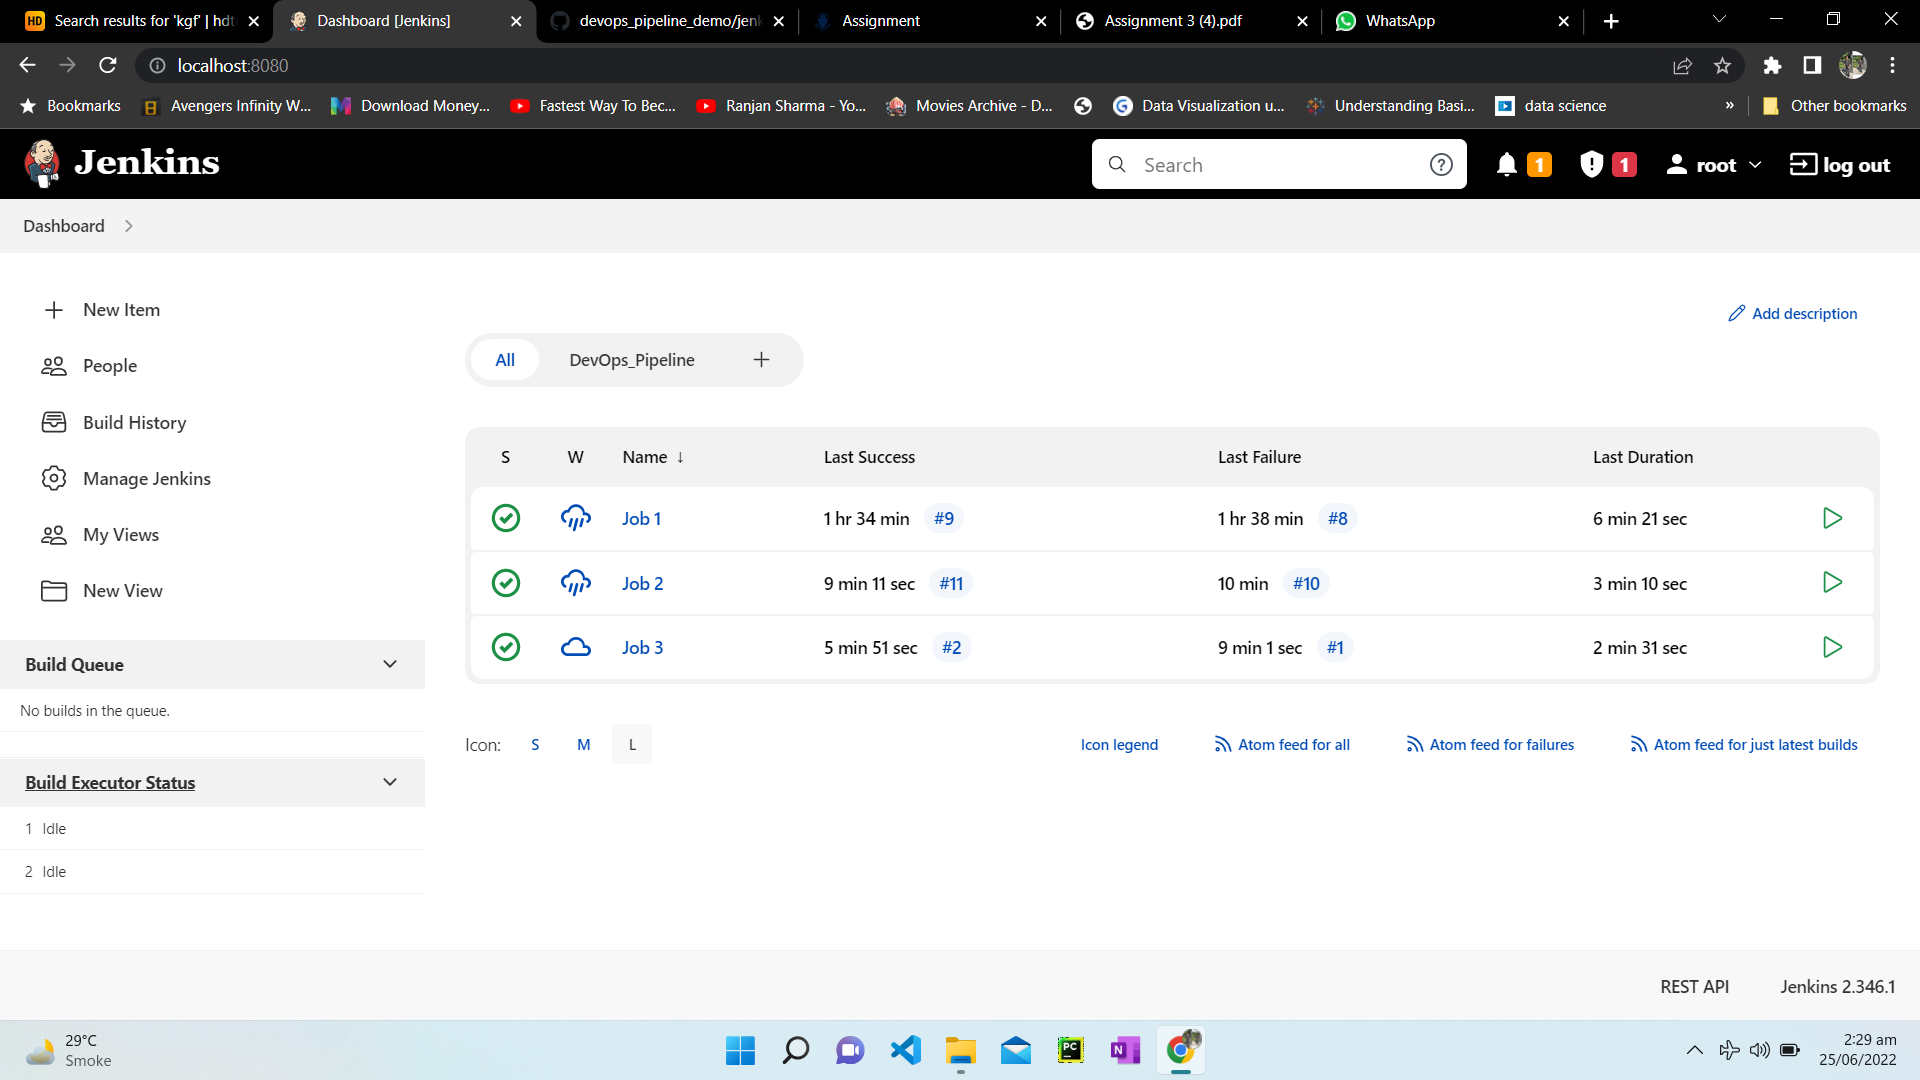 HD Search results for 'kgf' | hdt
Dashboard [Jenkins]
devops_pipeline_demo/jenk
Assignment
Assignment 3 (4).pdf
WhatsApp
localhost:8080
Bookmarks
Avengers Infinity W...
Download Money...
Fastest Way To Bec...
Ranjan Sharma - Yo...
Movies Archive - D...
Data Visualization u...
Understanding Basi...
data science
»
Other bookmarks
Jenkins
Search
1
1
root
log out
Dashboard
New Item
People
Build History
Manage Jenkins
My Views
New View
Build Queue
No builds in the queue.
Build Executor Status
1 Idle
2 Idle
Add description
All DevOps_Pipeline +
S W Name ↓ Last Success Last Failure Last Duration
Job 1 1 hr 34 min #9 1 hr 38 min #8 6 min 21 sec
Job 2 9 min 11 sec #11 10 min #10 3 min 10 sec
Job 3 5 min 51 sec #2 9 min 1 sec #1 2 min 31 sec
Icon: S M L
Icon legend
Atom feed for all
Atom feed for failures
Atom feed for just latest builds
REST API
Jenkins 2.346.1
29°C
Smoke
PC
N
2:29 am
25/06/2022